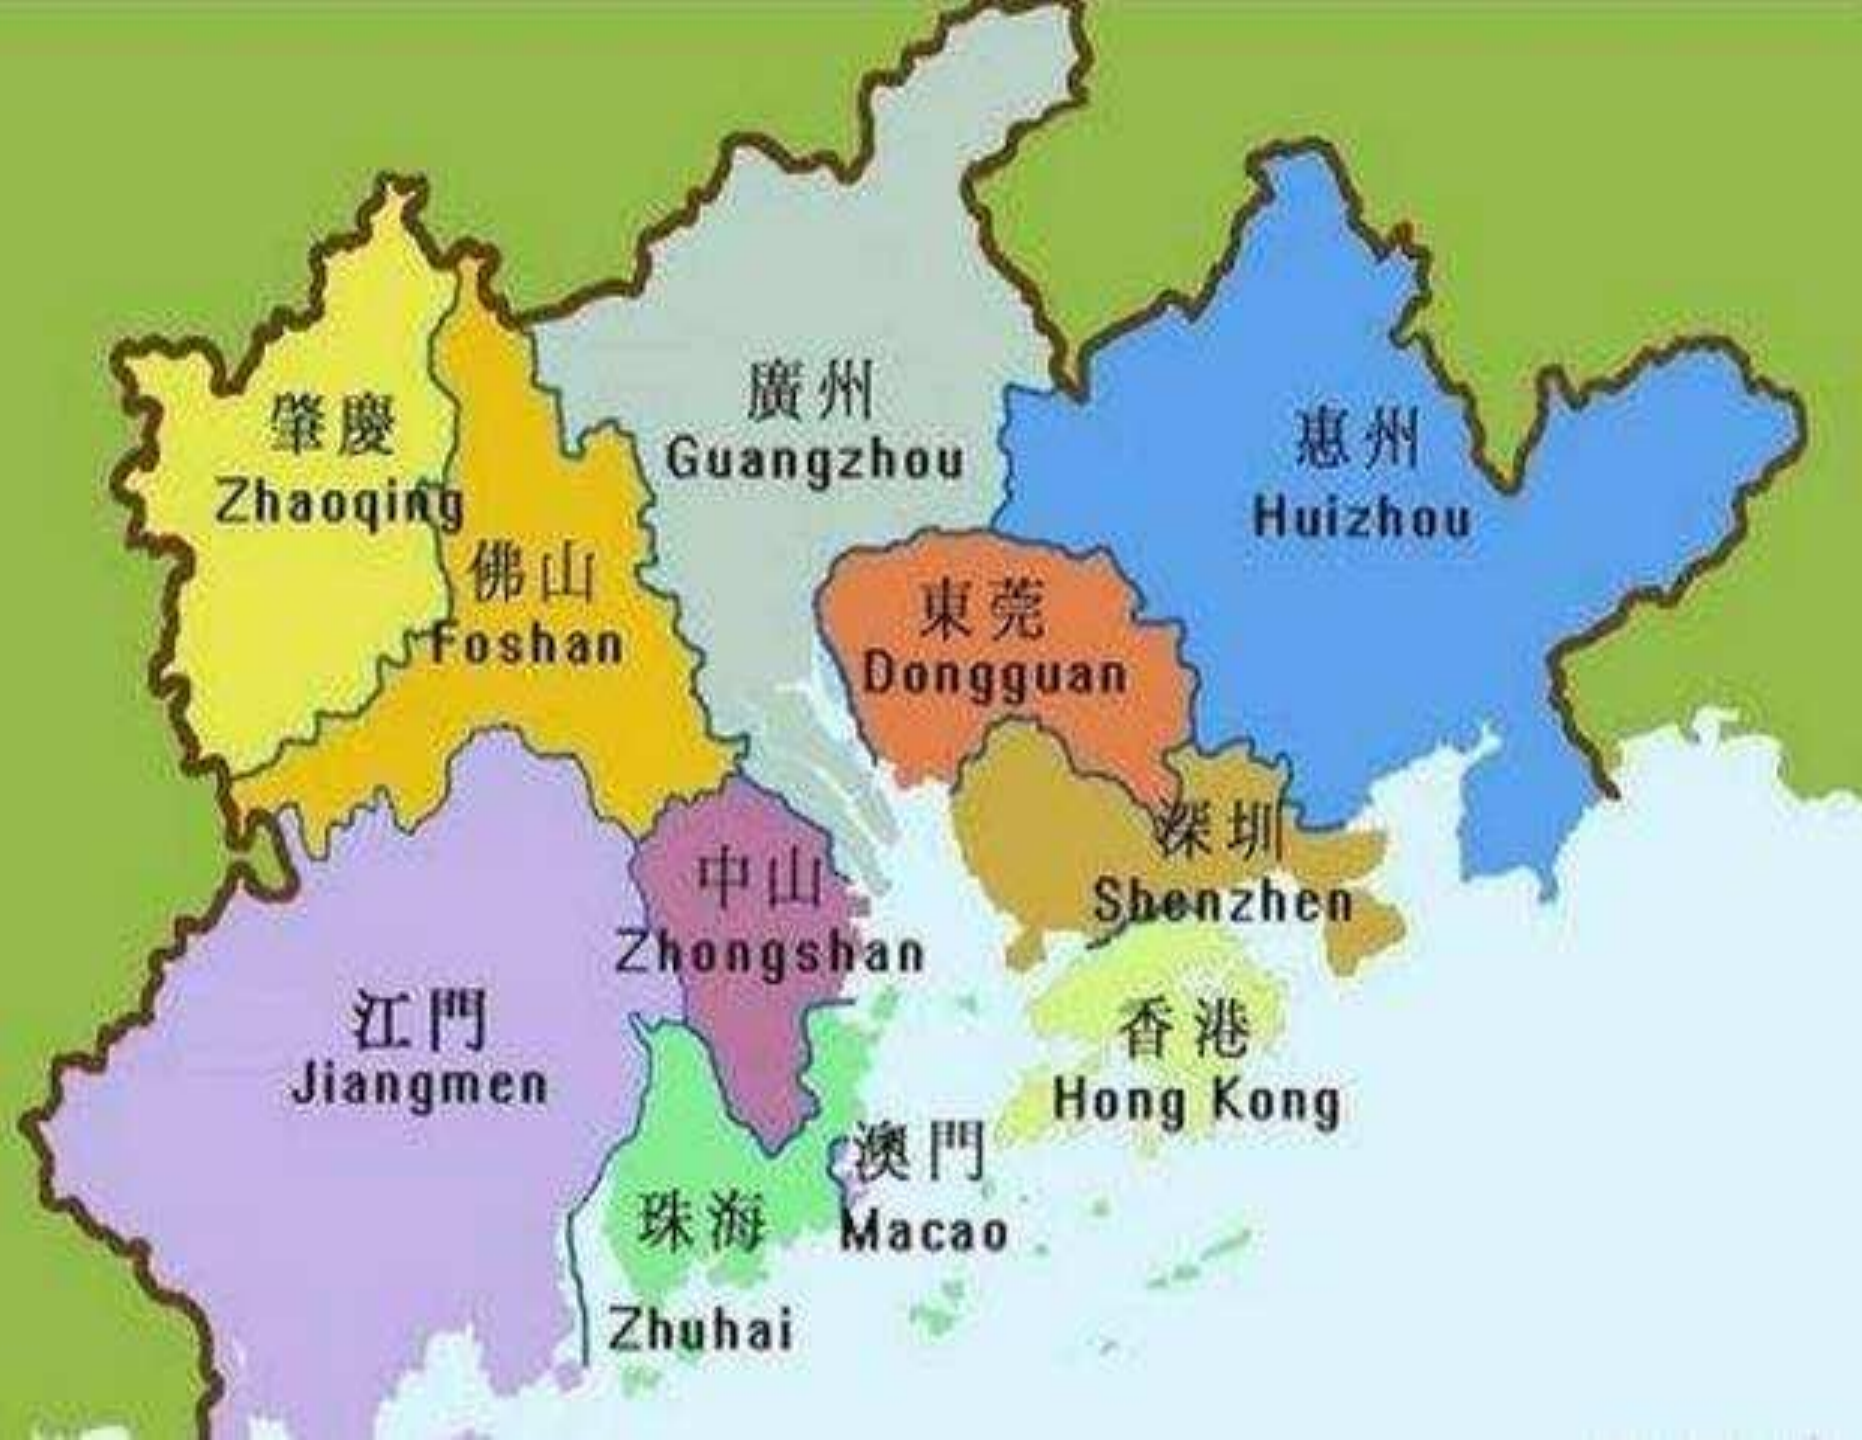 廣州
Guangzhou
肇慶
Zhaoqing
惠州
Huizhou
佛山
Foshan
東莞
Dongguan
深圳
Shenzhen
中山
Zhongshan
江門
Jiangmen
香港
Hong Kong
澳門
Macao
珠海
Zhuhai